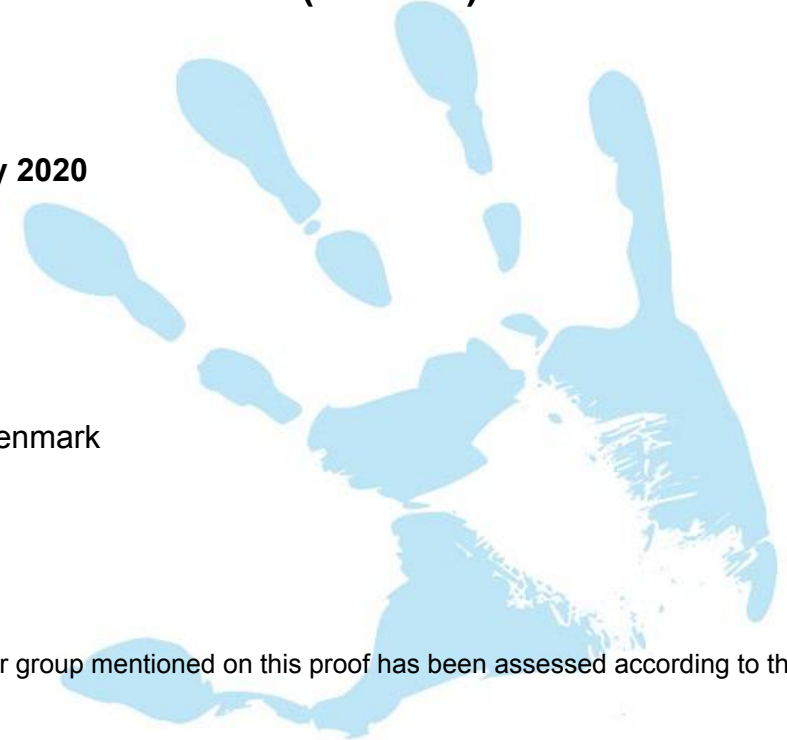 y 2020
enmark
r group mentioned on this proof has been assessed according to th